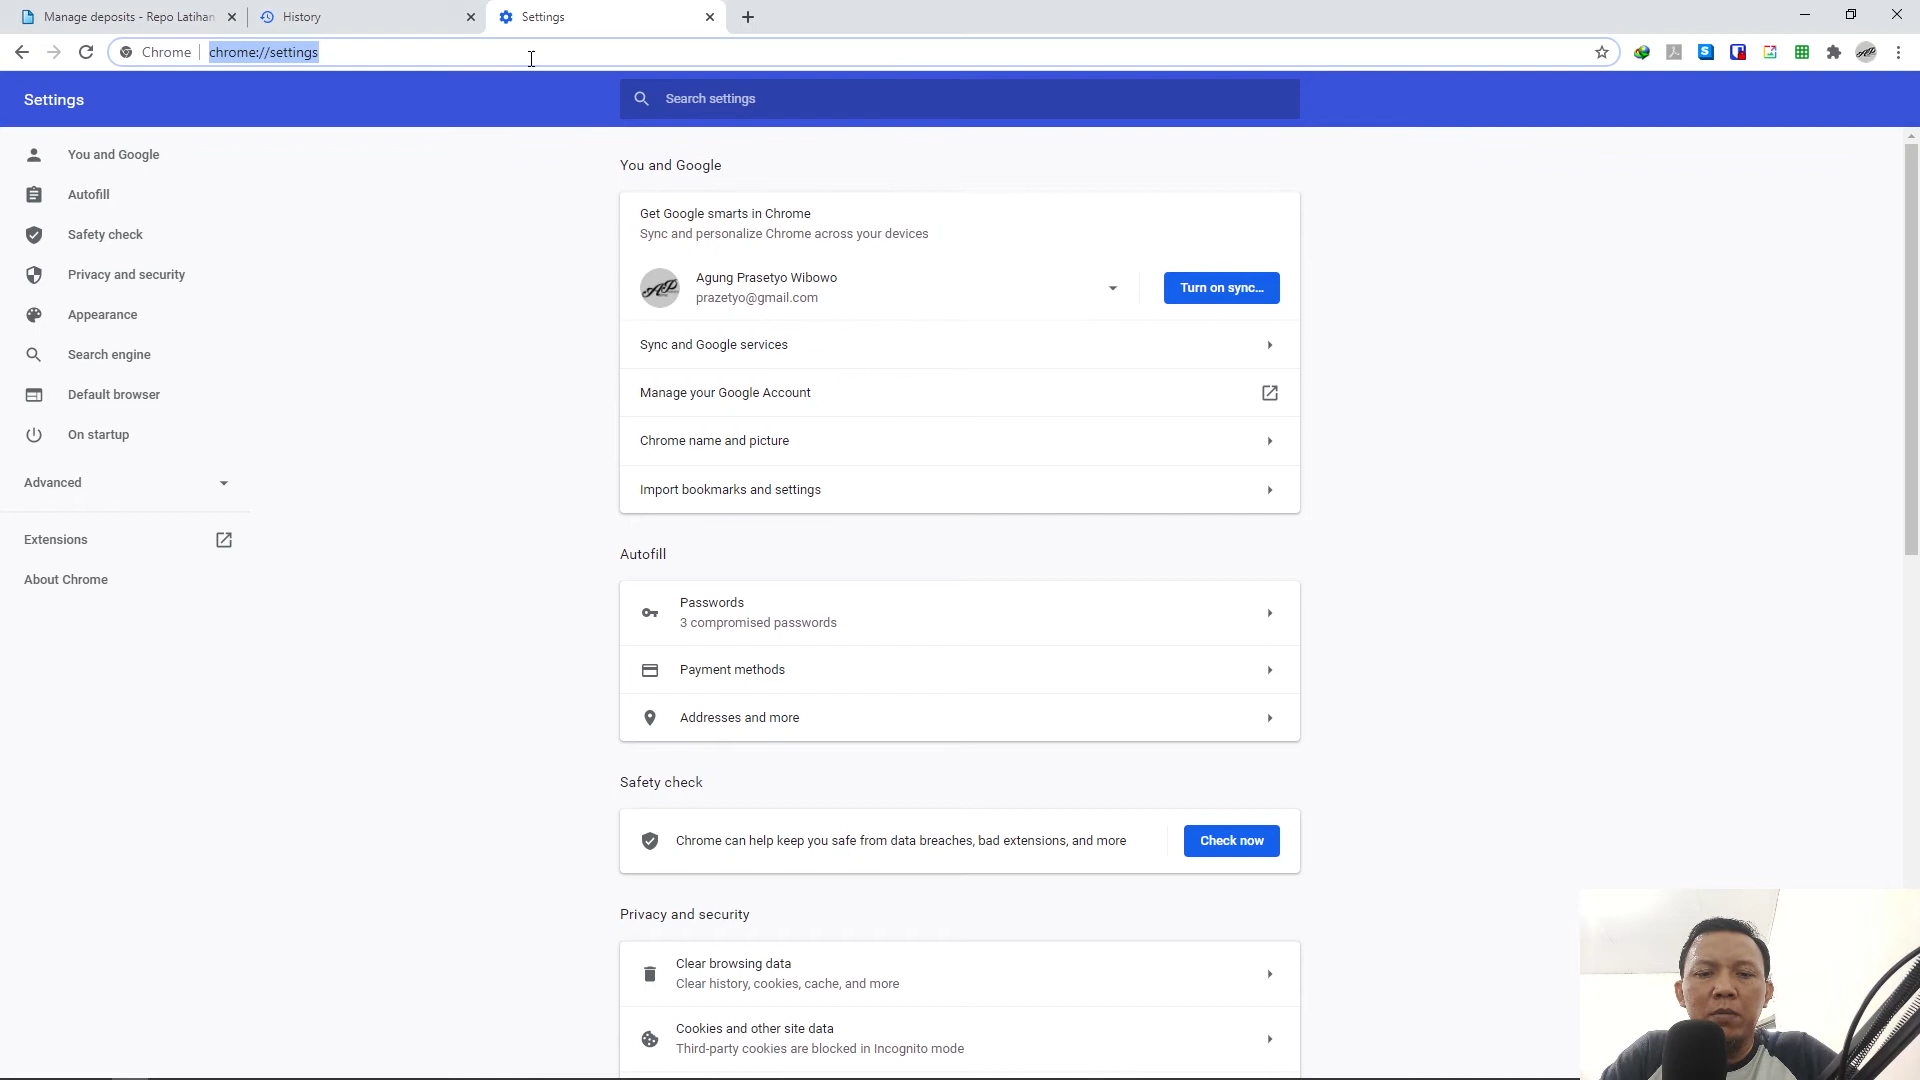 Manage deposits - Repo Latihan
History
Settings
Chrome
chrome://settings
Settings
Search settings
You and Google
Autofill
Safety check
Privacy and security
Appearance
Search engine
Default browser
On startup
Advanced
Extensions
About Chrome
You and Google
Get Google smarts in Chrome
Sync and personalize Chrome across your devices
Agung Prasetyo Wibowo
prazetyo@gmail.com
Turn on sync...
Sync and Google services
Manage your Google Account
Chrome name and picture
Import bookmarks and settings
Autofill
Passwords
3 compromised passwords
Payment methods
Addresses and more
Safety check
Chrome can help keep you safe from data breaches, bad extensions, and more
Check now
Privacy and security
Clear browsing data
Clear history, cookies, cache, and more
Cookies and other site data
Third-party cookies are blocked in Incognito mode